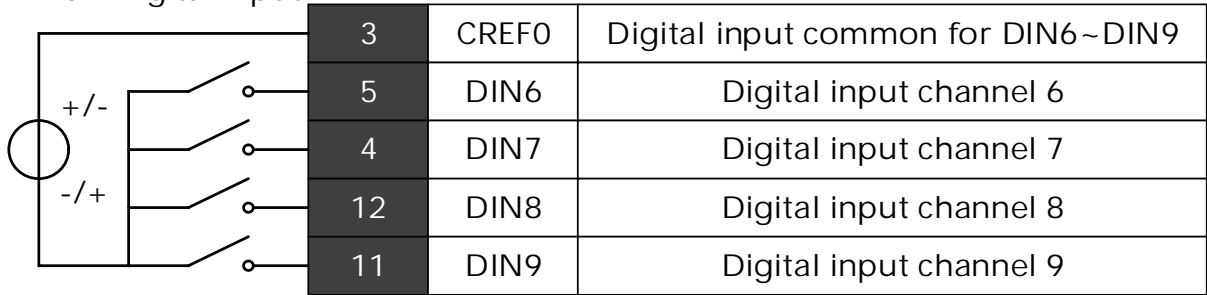 3 CREF0 Digital input common for DIN6~DIN9
+/-
5 DIN6 Digital input channel 6
4 DIN7 Digital input channel 7
-/+
12 DIN8 Digital input channel 8
11 DIN9 Digital input channel 9